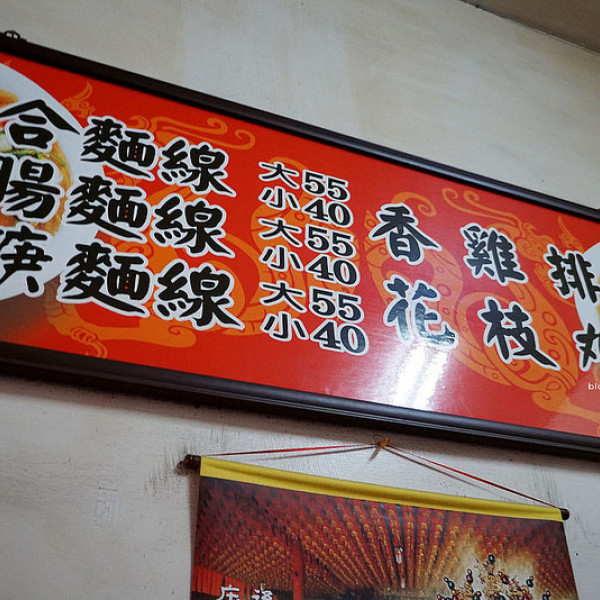 合麵線 大55 小40
腸麵線 大55 小40
庚麵線 大55 小40
香雞排
花枝丸
blo